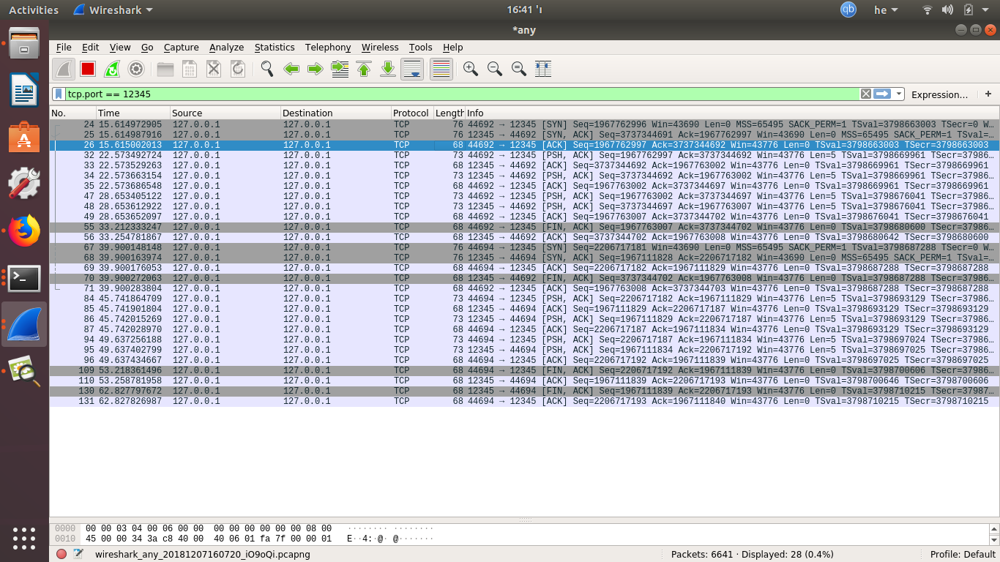 Activities Wireshark 16:41 'ו qb he
*any
File Edit View Go Capture Analyze Statistics Telephony Wireless Tools Help
tcp.port == 12345 Expression… +
No. Time Source Destination Protocol Length Info
24 15.614972905 127.0.0.1 127.0.0.1 TCP 76 44692 → 12345 [SYN] Seq=1967762996 Win=43690 Len=0 MSS=65495 SACK_PERM=1 TSval=3798663003 TSecr=0 W…
25 15.614987916 127.0.0.1 127.0.0.1 TCP 76 12345 → 44692 [SYN, ACK] Seq=3737344691 Ack=1967762997 Win=43690 Len=0 MSS=65495 SACK_PERM=1 TSval=…
26 15.615002013 127.0.0.1 127.0.0.1 TCP 68 44692 → 12345 [ACK] Seq=1967762997 Ack=3737344692 Win=43776 Len=0 TSval=3798663003 TSecr=3798663003
32 22.573492724 127.0.0.1 127.0.0.1 TCP 73 44692 → 12345 [PSH, ACK] Seq=1967762997 Ack=3737344692 Win=43776 Len=5 TSval=3798669961 TSecr=37986…
33 22.573529263 127.0.0.1 127.0.0.1 TCP 68 12345 → 44692 [ACK] Seq=3737344692 Ack=1967763002 Win=43776 Len=0 TSval=3798669961 TSecr=3798669961
34 22.573663154 127.0.0.1 127.0.0.1 TCP 73 12345 → 44692 [PSH, ACK] Seq=3737344692 Ack=1967763002 Win=43776 Len=5 TSval=3798669961 TSecr=37986…
35 22.573686548 127.0.0.1 127.0.0.1 TCP 68 44692 → 12345 [ACK] Seq=1967763002 Ack=3737344697 Win=43776 Len=0 TSval=3798669961 TSecr=3798669961
47 28.653405122 127.0.0.1 127.0.0.1 TCP 73 44692 → 12345 [PSH, ACK] Seq=1967763002 Ack=3737344697 Win=43776 Len=5 TSval=3798676041 TSecr=37986…
48 28.653612922 127.0.0.1 127.0.0.1 TCP 73 12345 → 44692 [PSH, ACK] Seq=3737344697 Ack=1967763007 Win=43776 Len=5 TSval=3798676041 TSecr=37986…
49 28.653652097 127.0.0.1 127.0.0.1 TCP 68 44692 → 12345 [ACK] Seq=1967763007 Ack=3737344702 Win=43776 Len=0 TSval=3798676041 TSecr=3798676041
55 33.212333247 127.0.0.1 127.0.0.1 TCP 68 44692 → 12345 [FIN, ACK] Seq=1967763007 Ack=3737344702 Win=43776 Len=0 TSval=3798680600 TSecr=37986…
56 33.254781867 127.0.0.1 127.0.0.1 TCP 68 12345 → 44692 [ACK] Seq=3737344702 Ack=1967763008 Win=43776 Len=0 TSval=3798680642 TSecr=3798680600
67 39.900148148 127.0.0.1 127.0.0.1 TCP 76 44694 → 12345 [SYN] Seq=2206717181 Win=43690 Len=0 MSS=65495 SACK_PERM=1 TSval=3798687288 TSecr=0 W…
68 39.900163974 127.0.0.1 127.0.0.1 TCP 76 12345 → 44694 [SYN, ACK] Seq=1967111828 Ack=2206717182 Win=43690 Len=0 MSS=65495 SACK_PERM=1 TSval=…
69 39.900176053 127.0.0.1 127.0.0.1 TCP 68 44694 → 12345 [ACK] Seq=2206717182 Ack=1967111829 Win=43776 Len=0 TSval=3798687288 TSecr=3798687288
70 39.900272063 127.0.0.1 127.0.0.1 TCP 68 12345 → 44692 [FIN, ACK] Seq=3737344702 Ack=1967763008 Win=43776 Len=0 TSval=3798687288 TSecr=37986…
71 39.900283804 127.0.0.1 127.0.0.1 TCP 68 44692 → 12345 [ACK] Seq=1967763008 Ack=3737344703 Win=43776 Len=0 TSval=3798687288 TSecr=3798687288
84 45.741864709 127.0.0.1 127.0.0.1 TCP 73 44694 → 12345 [PSH, ACK] Seq=2206717182 Ack=1967111829 Win=43776 Len=5 TSval=3798693129 TSecr=37986…
85 45.741901804 127.0.0.1 127.0.0.1 TCP 68 12345 → 44694 [ACK] Seq=1967111829 Ack=2206717187 Win=43776 Len=0 TSval=3798693129 TSecr=3798693129
86 45.742015269 127.0.0.1 127.0.0.1 TCP 73 12345 → 44694 [PSH, ACK] Seq=1967111829 Ack=2206717187 Win=43776 Len=5 TSval=3798693129 TSecr=37986…
87 45.742028970 127.0.0.1 127.0.0.1 TCP 68 44694 → 12345 [ACK] Seq=2206717187 Ack=1967111834 Win=43776 Len=0 TSval=3798693129 TSecr=3798693129
94 49.637256188 127.0.0.1 127.0.0.1 TCP 73 44694 → 12345 [PSH, ACK] Seq=2206717187 Ack=1967111834 Win=43776 Len=5 TSval=3798697024 TSecr=37986…
95 49.637402799 127.0.0.1 127.0.0.1 TCP 73 12345 → 44694 [PSH, ACK] Seq=1967111834 Ack=2206717192 Win=43776 Len=5 TSval=3798697025 TSecr=37986…
96 49.637434667 127.0.0.1 127.0.0.1 TCP 68 44694 → 12345 [ACK] Seq=2206717192 Ack=1967111839 Win=43776 Len=0 TSval=3798697025 TSecr=3798697025
109 53.218361496 127.0.0.1 127.0.0.1 TCP 68 44694 → 12345 [FIN, ACK] Seq=2206717192 Ack=1967111839 Win=43776 Len=0 TSval=3798700606 TSecr=37986…
110 53.258781958 127.0.0.1 127.0.0.1 TCP 68 12345 → 44694 [ACK] Seq=1967111839 Ack=2206717193 Win=43776 Len=0 TSval=3798700646 TSecr=3798700606
130 62.827797672 127.0.0.1 127.0.0.1 TCP 68 12345 → 44694 [FIN, ACK] Seq=1967111839 Ack=2206717193 Win=43776 Len=0 TSval=3798710215 TSecr=37987…
131 62.827826987 127.0.0.1 127.0.0.1 TCP 68 44694 → 12345 [ACK] Seq=2206717193 Ack=1967111840 Win=43776 Len=0 TSval=3798710215 TSecr=3798710215
0000 00 00 03 04 00 06 00 00 00 00 00 00 00 00 08 00 ········ ········
0010 45 00 00 34 3a c8 40 00 40 06 01 fa 7f 00 00 01 E··4:·@· @·······
wireshark_any_20181207160720_iO9oQi.pcapng Packets: 6641 · Displayed: 28 (0.4%) Profile: Default